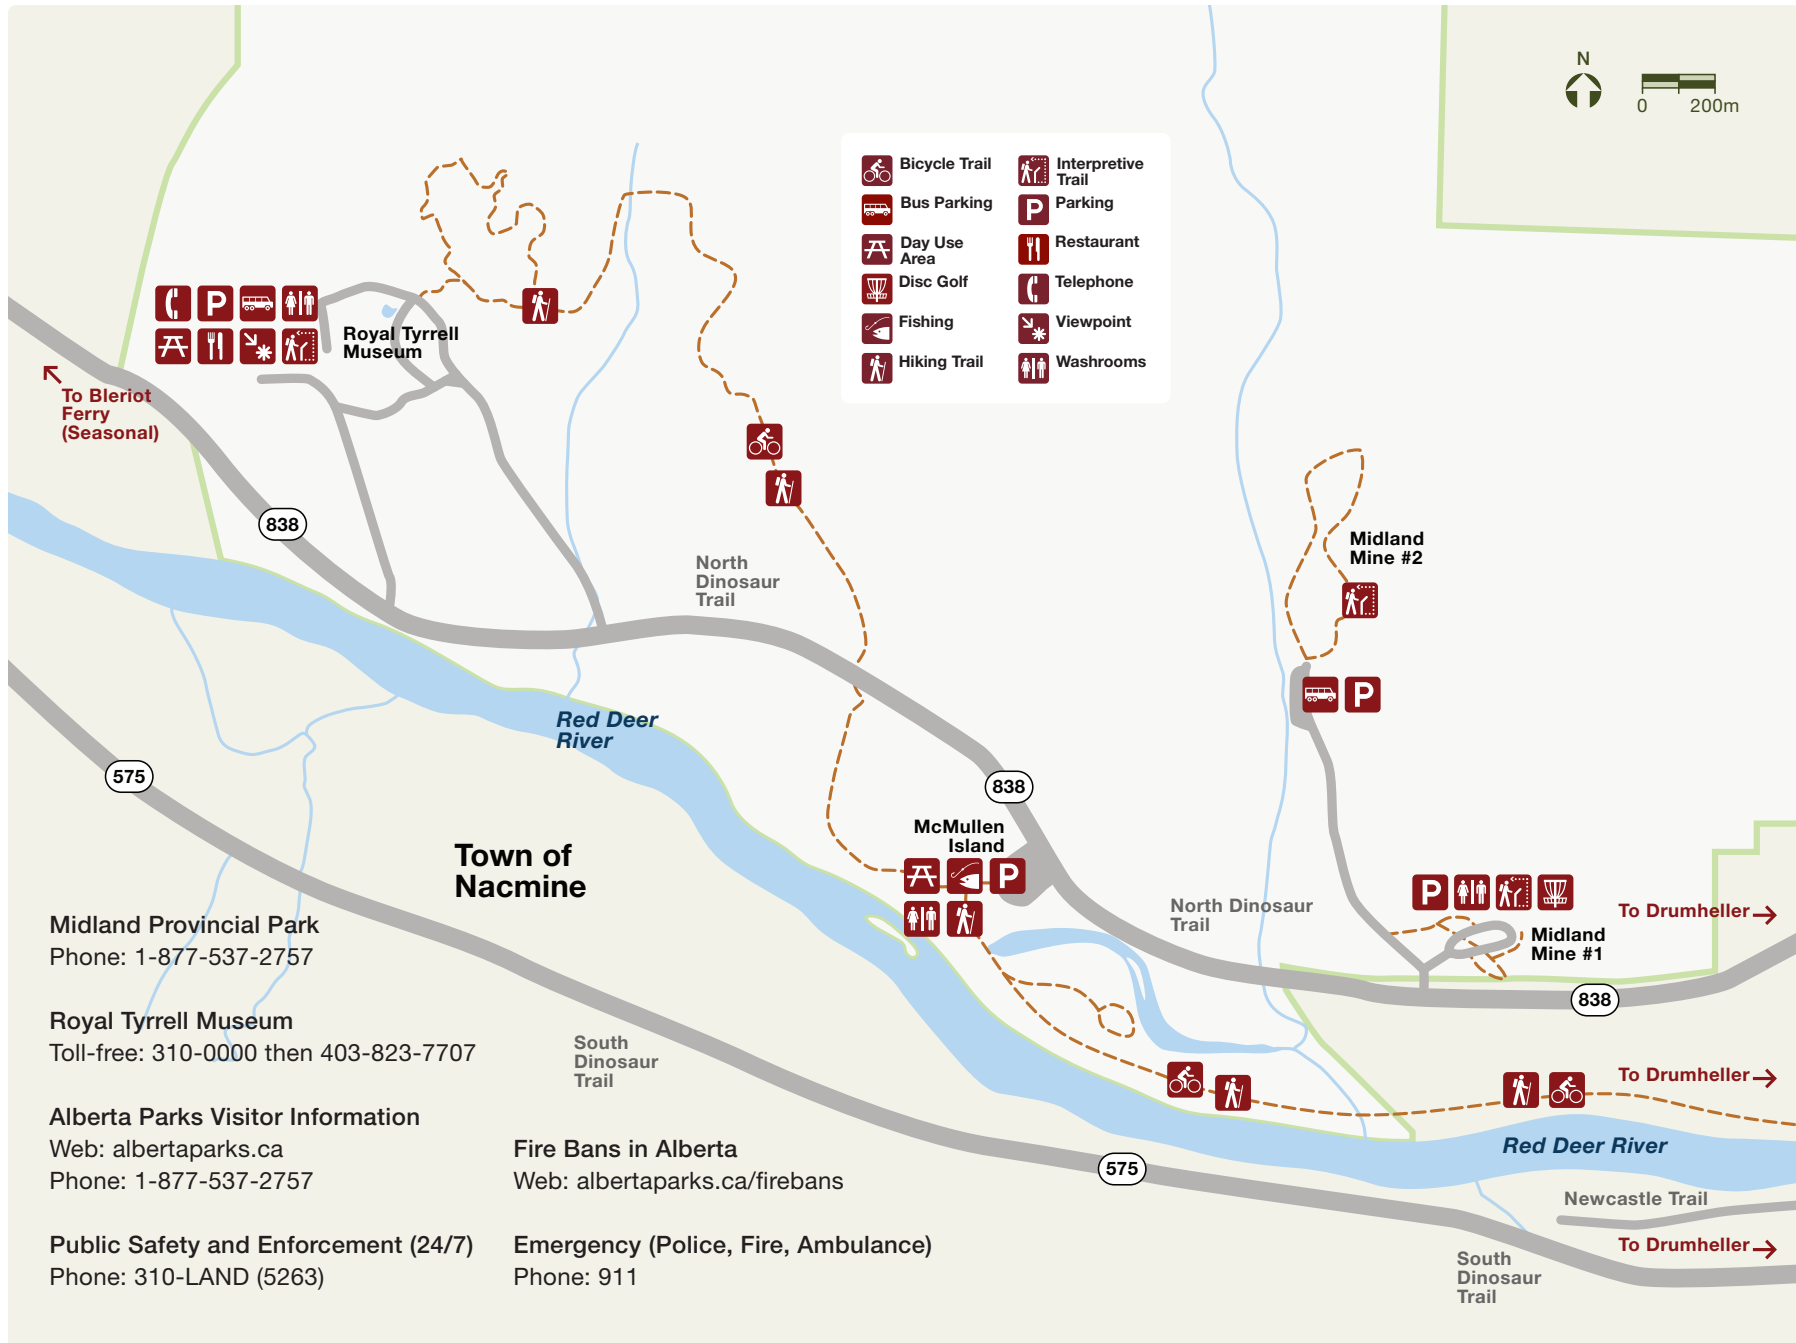 N
0 200m
Bicycle Trail
Bus Parking
Day Use
Area
Disc Golf
Fishing
Hiking Trail
Interpretive
Trail
P Parking
Restaurant
Telephone
Viewpoint
Washrooms
P
Royal Tyrrell
Museum
To Bleriot
Ferry
(Seasonal)
838
North
Dinosaur
Trail
Midland
Mine #2
P
Red Deer
River
575
838
McMullen
Island
P
Town of
Nacmine
North Dinosaur
Trail
P
To Drumheller
Midland
Mine #1
838
Midland Provincial Park
Phone: 1-877-537-2757
Royal Tyrrell Museum
Toll-free: 310-0000 then 403-823-7707
South
Dinosaur
Trail
To Drumheller
Alberta Parks Visitor Information
Web: albertaparks.ca
Phone: 1-877-537-2757
Fire Bans in Alberta
Web: albertaparks.ca/firebans
575
Red Deer River
Newcastle Trail
Public Safety and Enforcement (24/7)
Phone: 310-LAND (5263)
Emergency (Police, Fire, Ambulance)
Phone: 911
To Drumheller
South
Dinosaur
Trail